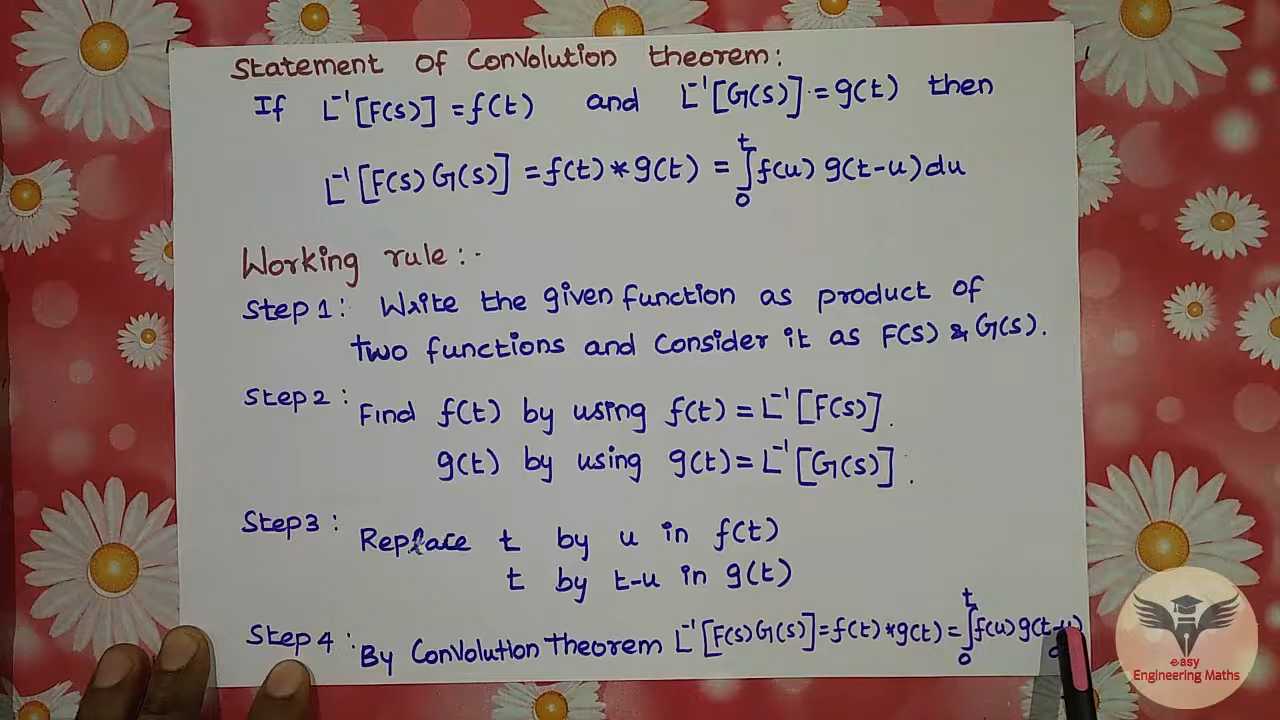 Statement of Convolution theorem:
If L⁻¹[F(s)] = f(t) and L⁻¹[G(s)] = g(t) then
L⁻¹[F(s) G(s)] = f(t) * g(t) = ∫₀ᵗ f(u) g(t-u) du
Working rule:-
Step 1: Write the given function as product of
two functions and consider it as F(s) & G(s).
Step 2: Find f(t) by using f(t) = L⁻¹[F(s)].
g(t) by using g(t) = L⁻¹[G(s)].
Step 3: Replace t by u in f(t)
t by t-u in g(t)
Step 4: By Convolution theorem L⁻¹[F(s) G(s)] = f(t) * g(t) = ∫₀ᵗ f(u) g(t-u)
easy
Engineering Maths